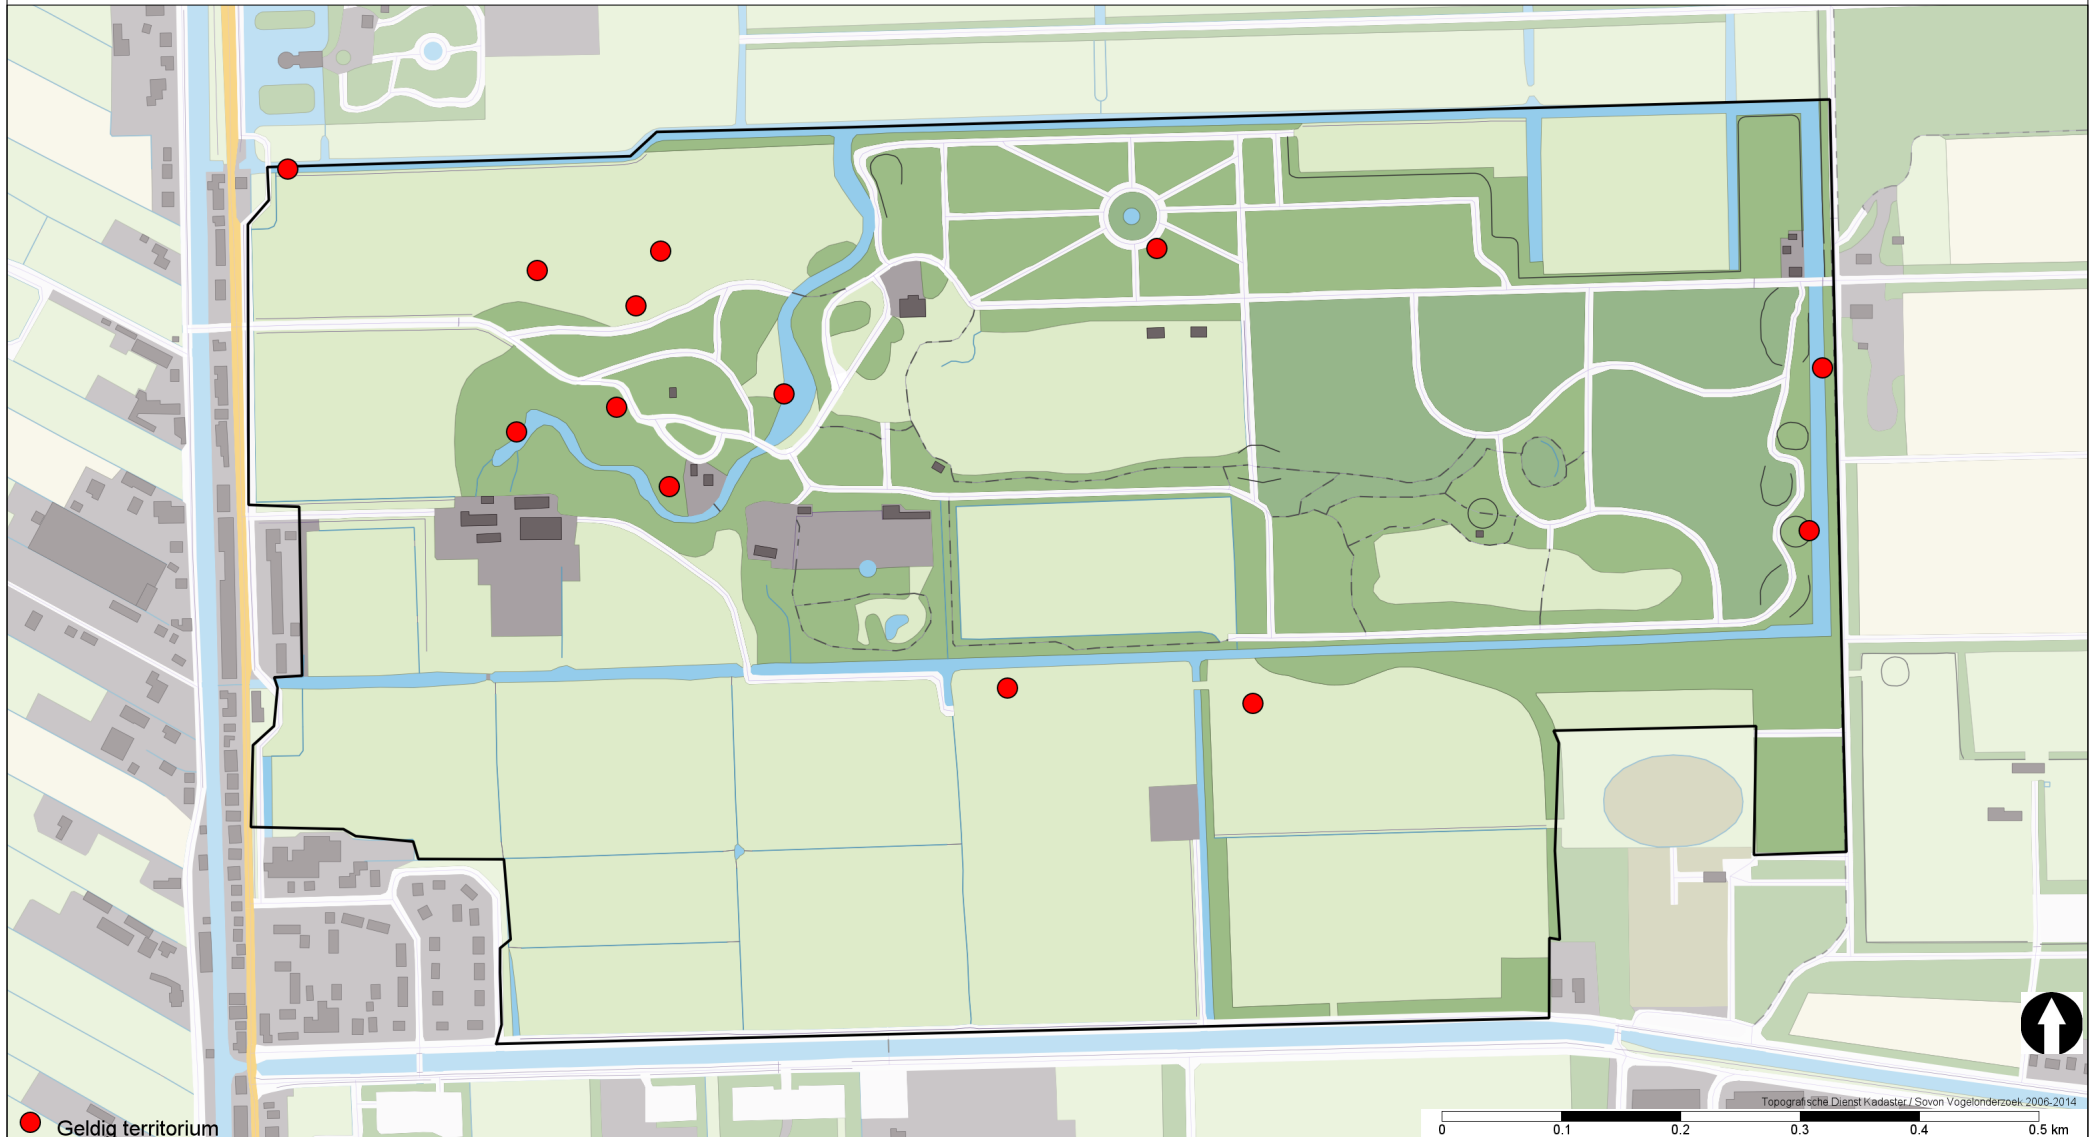 Topografische Dienst Kadaster / Sovon Vogelonderzoek 2006-2014
Geldig territorium
0 0.1 0.2 0.3 0.4 0.5 km